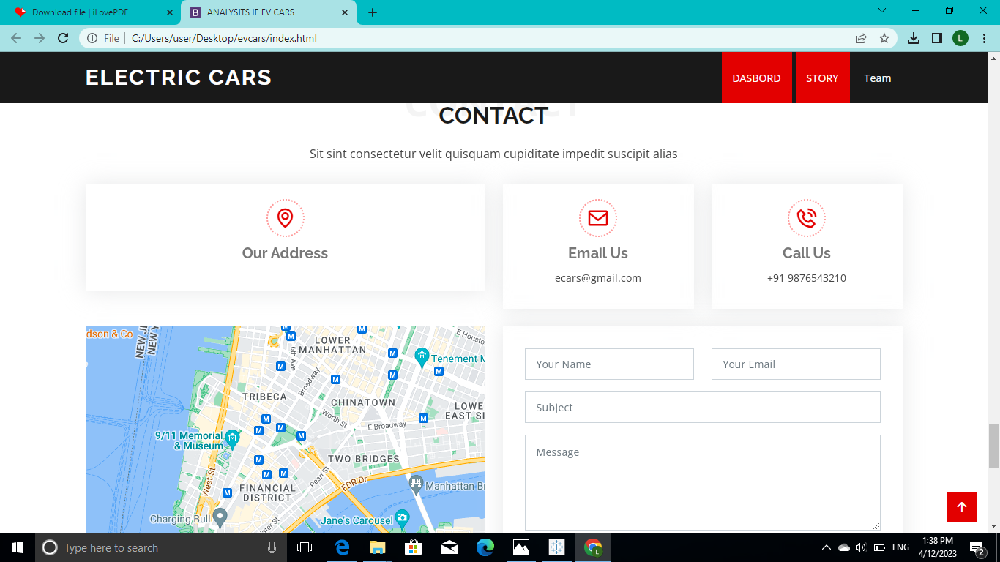 Download file | iLovePDF
ANALYSITS IF EV CARS
File
C:/Users/user/Desktop/evcars/index.html
L
ELECTRIC CARS
DASBORD
STORY
Team
CONTACT
CONTACT
Sit sint consectetur velit quisquam cupiditate impedit suscipit alias
Our Address
Email Us
ecars@gmail.com
Call Us
+91 9876543210
dson & Co
NEW YORK
LOWER
MANHATTAN
6th Ave
Broadway
Tenement M
TRIBECA
CHINATOWN
LOWE
EAST SI
Worth St
E Broadway
9/11 Memorial
& Museum
TWO BRIDGES
West St
Pearl St
FDR Dr
FINANCIAL
DISTRICT
Manhattan Br
Charging Bull
Jane's Carousel
Your Name
Your Email
Subject
Message
Type here to search
ENG
1:38 PM
4/12/2023
2